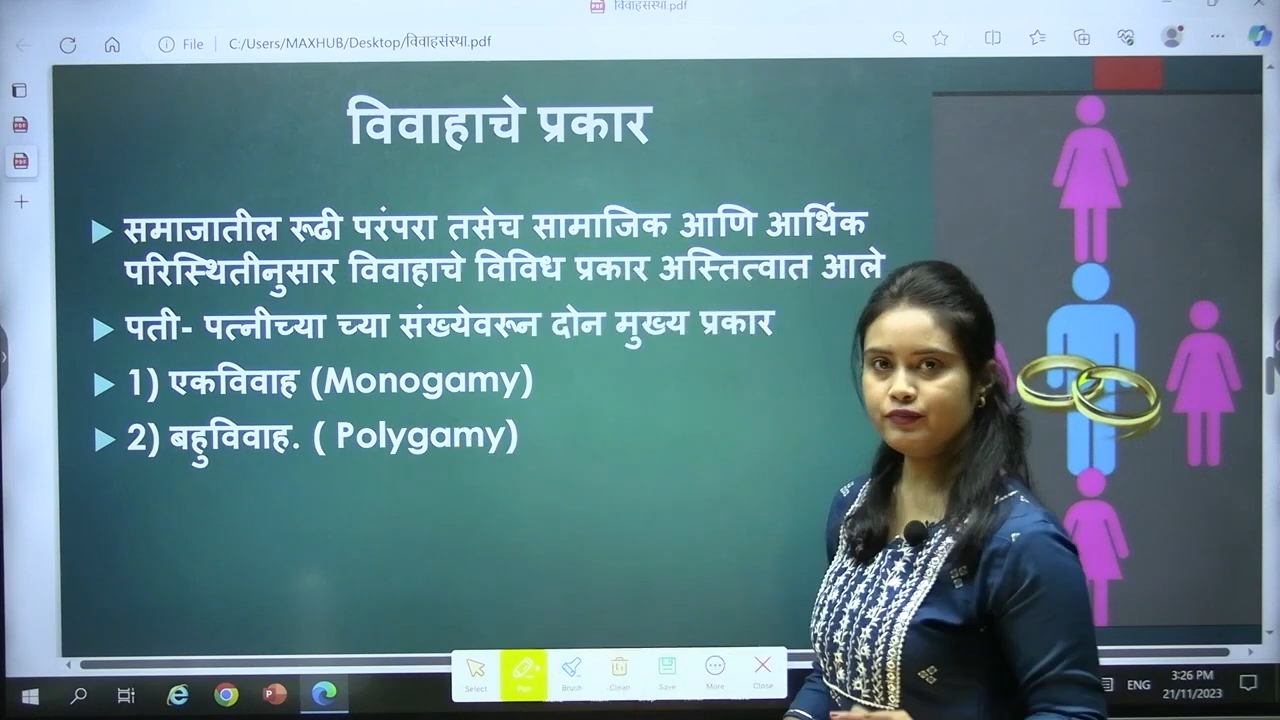 विवाहसंस्था.pdf
File
C:/Users/MAXHUB/Desktop/विवाहसंस्था.pdf
विवाहाचे प्रकार
समाजातील रूढी परंपरा तसेच सामाजिक आणि आर्थिक
परिस्थितीनुसार विवाहाचे विविध प्रकार अस्तित्वात आले
पती- पत्नीच्या च्या संख्येवरून दोन मुख्य प्रकार
1) एकविवाह (Monogamy)
2) बहुविवाह. ( Polygamy)
Select Pen Brush Clean Save More Close
ENG
3:26 PM
21/11/2023